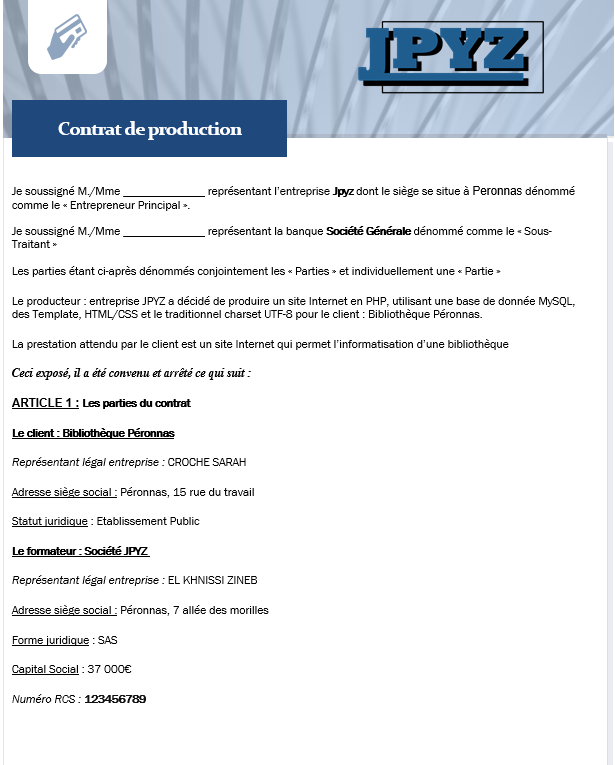 JPYZ
Contrat de production
Je soussigné M./Mme ______________ représentant l'entreprise Jpyz dont le siège se situe à Peronnas dénommé
comme le « Entrepreneur Principal ».
Je soussigné M./Mme ______________ représentant la banque Société Générale dénommé comme le « Sous-
Traitant »
Les parties étant ci-après dénommés conjointement les « Parties » et individuellement une « Partie »
Le producteur : entreprise JPYZ a décidé de produire un site Internet en PHP, utilisant une base de donnée MySQL,
des Template, HTML/CSS et le traditionnel charset UTF-8 pour le client : Bibliothèque Péronnas.
La prestation attendu par le client est un site Internet qui permet l'informatisation d'une bibliothèque
Ceci exposé, il a été convenu et arrêté ce qui suit :
ARTICLE 1 : Les parties du contrat
Le client : Bibliothèque Péronnas
Représentant légal entreprise : CROCHE SARAH
Adresse siège social : Péronnas, 15 rue du travail
Statut juridique : Etablissement Public
Le formateur : Société JPYZ
Représentant légal entreprise : EL KHNISSI ZINEB
Adresse siège social : Péronnas, 7 allée des morilles
Forme juridique : SAS
Capital Social : 37 000€
Numéro RCS : 123456789